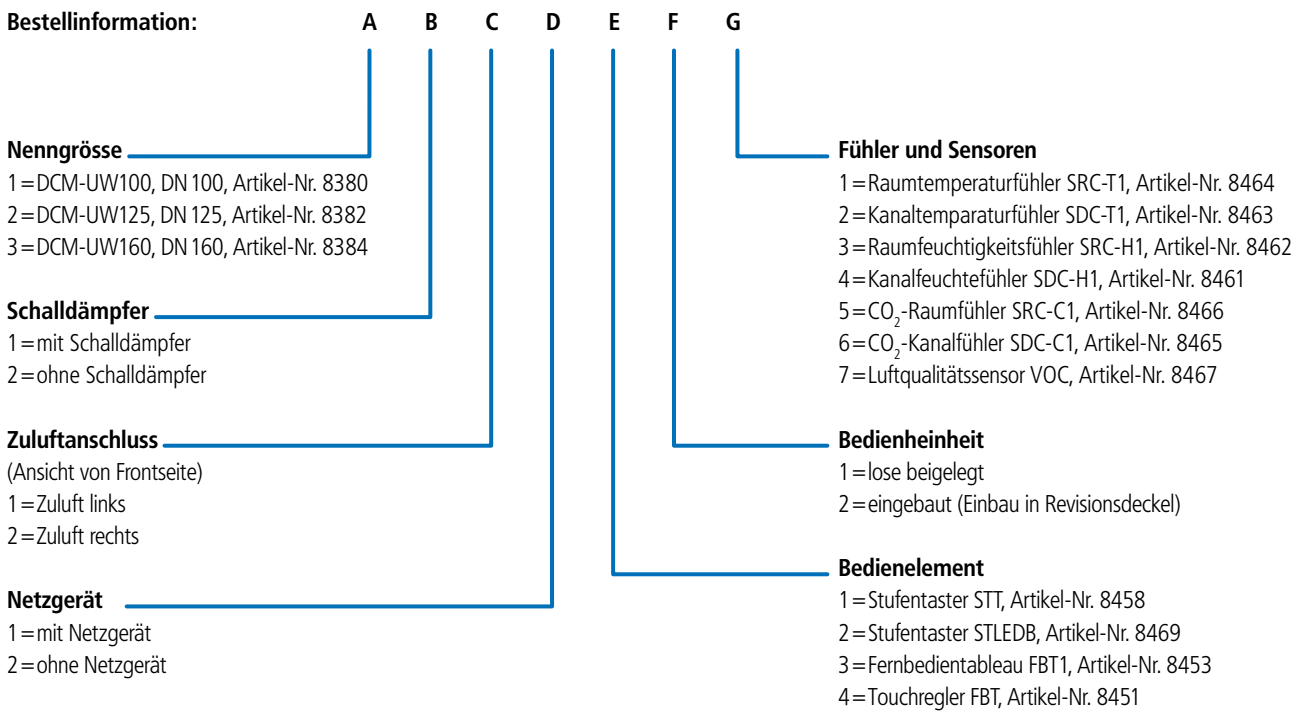 Bestellinformation: A B C D E F G
Nenngrösse
1=DCM-UW100, DN 100, Artikel-Nr. 8380
2=DCM-UW125, DN 125, Artikel-Nr. 8382
3=DCM-UW160, DN 160, Artikel-Nr. 8384
Schalldämpfer
1=mit Schalldämpfer
2=ohne Schalldämpfer
Zuluftanschluss
(Ansicht von Frontseite)
1=Zuluft links
2=Zuluft rechts
Netzgerät
1=mit Netzgerät
2=ohne Netzgerät
Fühler und Sensoren
1=Raumtemperaturfühler SRC-T1, Artikel-Nr. 8464
2=Kanaltemparaturfühler SDC-T1, Artikel-Nr. 8463
3=Raumfeuchtigkeitsfühler SRC-H1, Artikel-Nr. 8462
4=Kanalfeuchtefühler SDC-H1, Artikel-Nr. 8461
5=CO₂-Raumfühler SRC-C1, Artikel-Nr. 8466
6=CO₂-Kanalfühler SDC-C1, Artikel-Nr. 8465
7=Luftqualitätssensor VOC, Artikel-Nr. 8467
Bedienheinheit
1=lose beigelegt
2=eingebaut (Einbau in Revisionsdeckel)
Bedienelement
1=Stufentaster STT, Artikel-Nr. 8458
2=Stufentaster STLEDB, Artikel-Nr. 8469
3=Fernbedientableau FBT1, Artikel-Nr. 8453
4=Touchregler FBT, Artikel-Nr. 8451